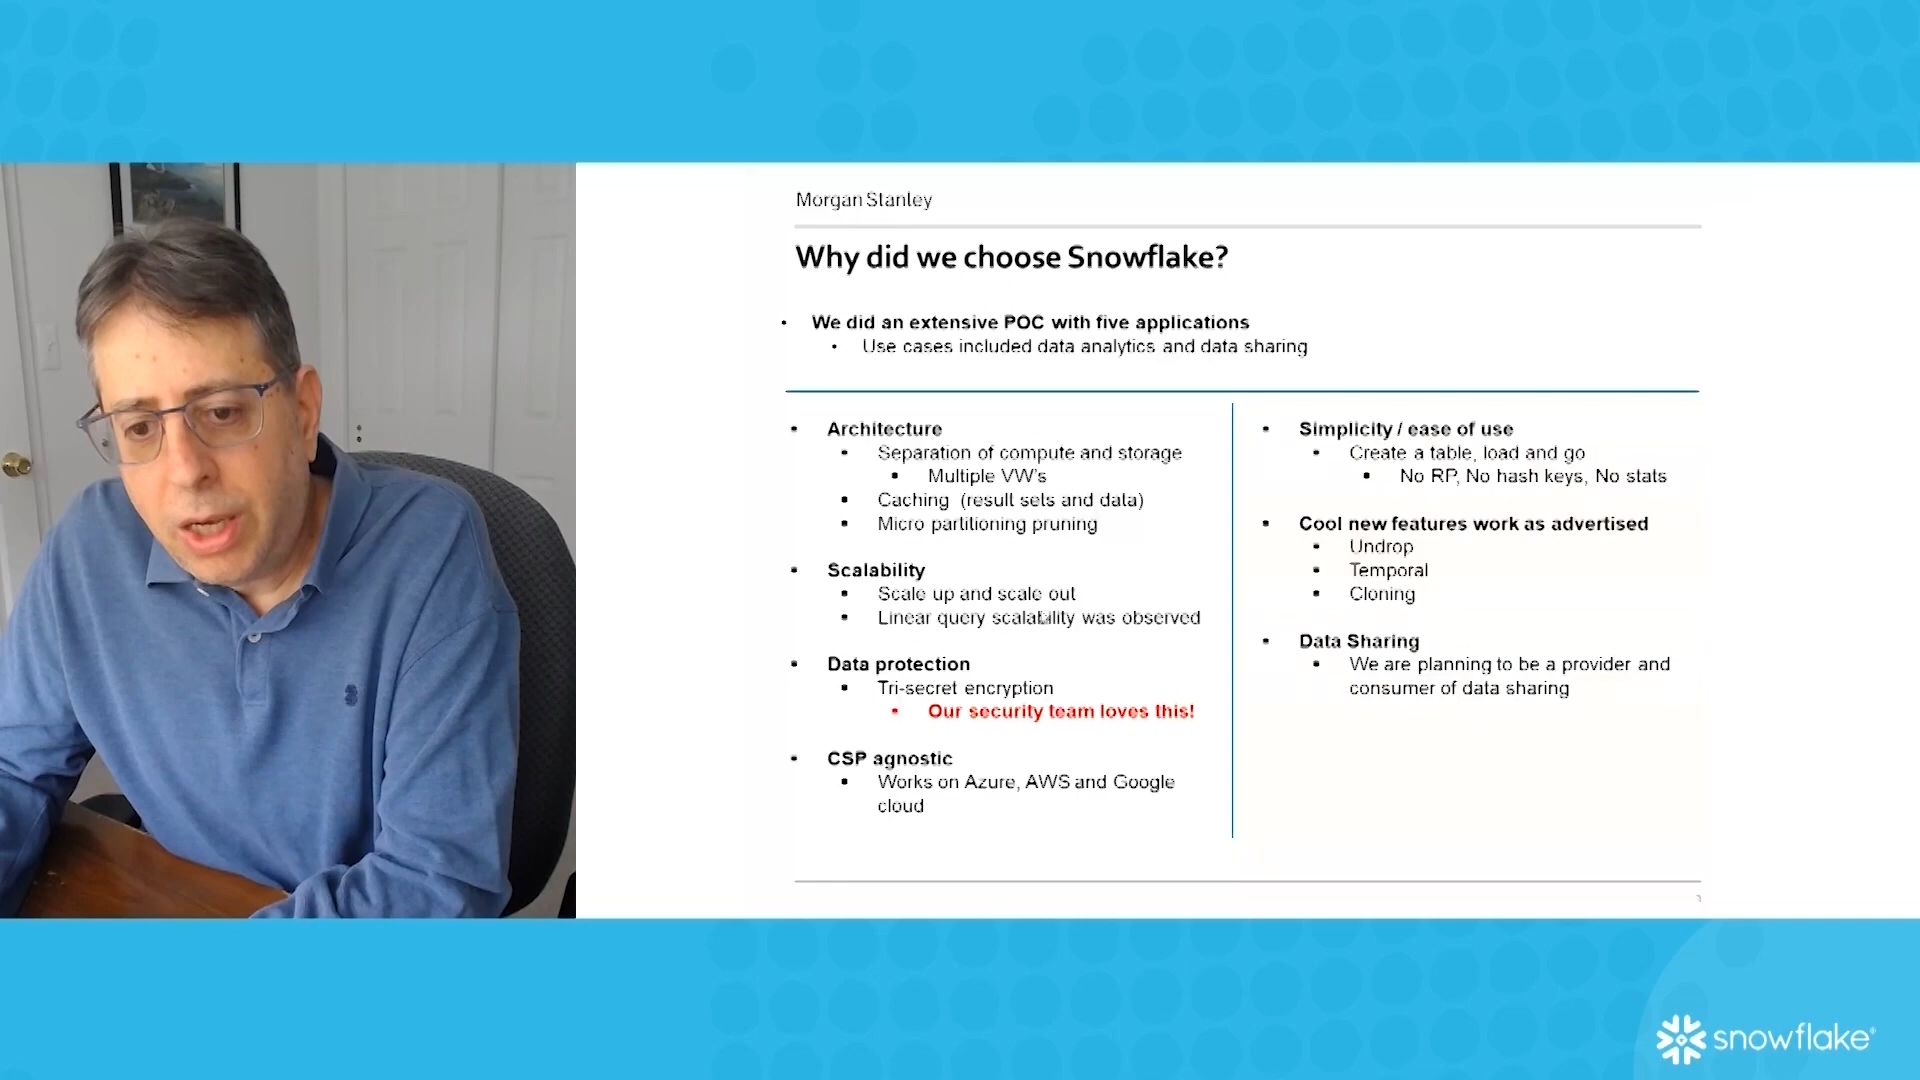 Morgan Stanley
Why did we choose Snowflake?
We did an extensive POC with five applications
Use cases included data analytics and data sharing
Architecture
Separation of compute and storage
Multiple VW's
Caching (result sets and data)
Micro partitioning pruning
Scalability
Scale up and scale out
Linear query scalability was observed
Data protection
Tri-secret encryption
Our security team loves this!
CSP agnostic
Works on Azure, AWS and Google
cloud
Simplicity / ease of use
Create a table, load and go
No RP, No hash keys, No stats
Cool new features work as advertised
Undrop
Temporal
Cloning
Data Sharing
We are planning to be a provider and
consumer of data sharing
snowflake®